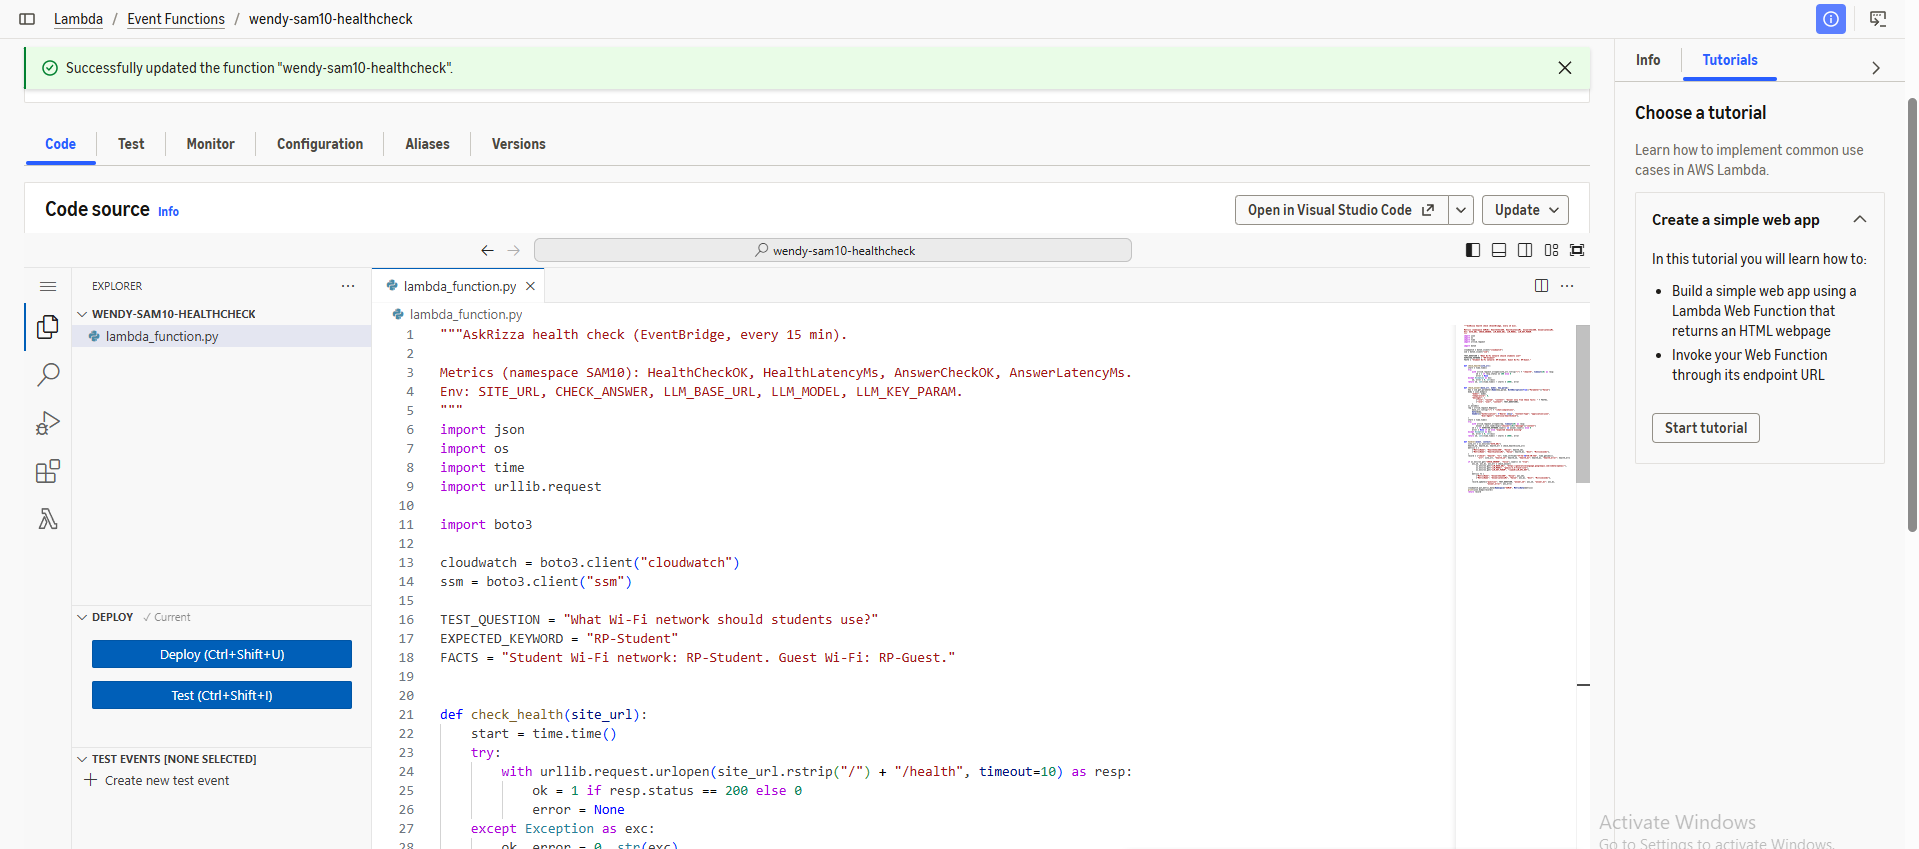 Lambda / Event Functions / wendy-sam10-healthcheck
Successfully updated the function "wendy-sam10-healthcheck".
Code
Test
Monitor
Configuration
Aliases
Versions
Code source Info
Open in Visual Studio Code
Update
wendy-sam10-healthcheck
EXPLORER
WENDY-SAM10-HEALTHCHECK
lambda_function.py
DEPLOY ✓ Current
Deploy (Ctrl+Shift+U)
Test (Ctrl+Shift+I)
TEST EVENTS [NONE SELECTED]
+ Create new test event
lambda_function.py
lambda_function.py
1 """AskRizza health check (EventBridge, every 15 min).
2
3 Metrics (namespace SAM10): HealthCheckOK, HealthLatencyMs, AnswerCheckOK, AnswerLatencyMs.
4 Env: SITE_URL, CHECK_ANSWER, LLM_BASE_URL, LLM_MODEL, LLM_KEY_PARAM.
5 """
6 import json
7 import os
8 import time
9 import urllib.request
10
11 import boto3
12
13 cloudwatch = boto3.client("cloudwatch")
14 ssm = boto3.client("ssm")
15
16 TEST_QUESTION = "What Wi-Fi network should students use?"
17 EXPECTED_KEYWORD = "RP-Student"
18 FACTS = "Student Wi-Fi network: RP-Student. Guest Wi-Fi: RP-Guest."
19
20
21 def check_health(site_url):
22 start = time.time()
23 try:
24 with urllib.request.urlopen(site_url.rstrip("/") + "/health", timeout=10) as resp:
25 ok = 1 if resp.status == 200 else 0
26 error = None
27 except Exception as exc:
28 ok, error = 0, str(exc)
Info
Tutorials
Choose a tutorial
Learn how to implement common use
cases in AWS Lambda.
Create a simple web app
In this tutorial you will learn how to:
• Build a simple web app using a
Lambda Web Function that
returns an HTML webpage
• Invoke your Web Function
through its endpoint URL
Start tutorial
Activate Windows
Go to Settings to activate Windows.